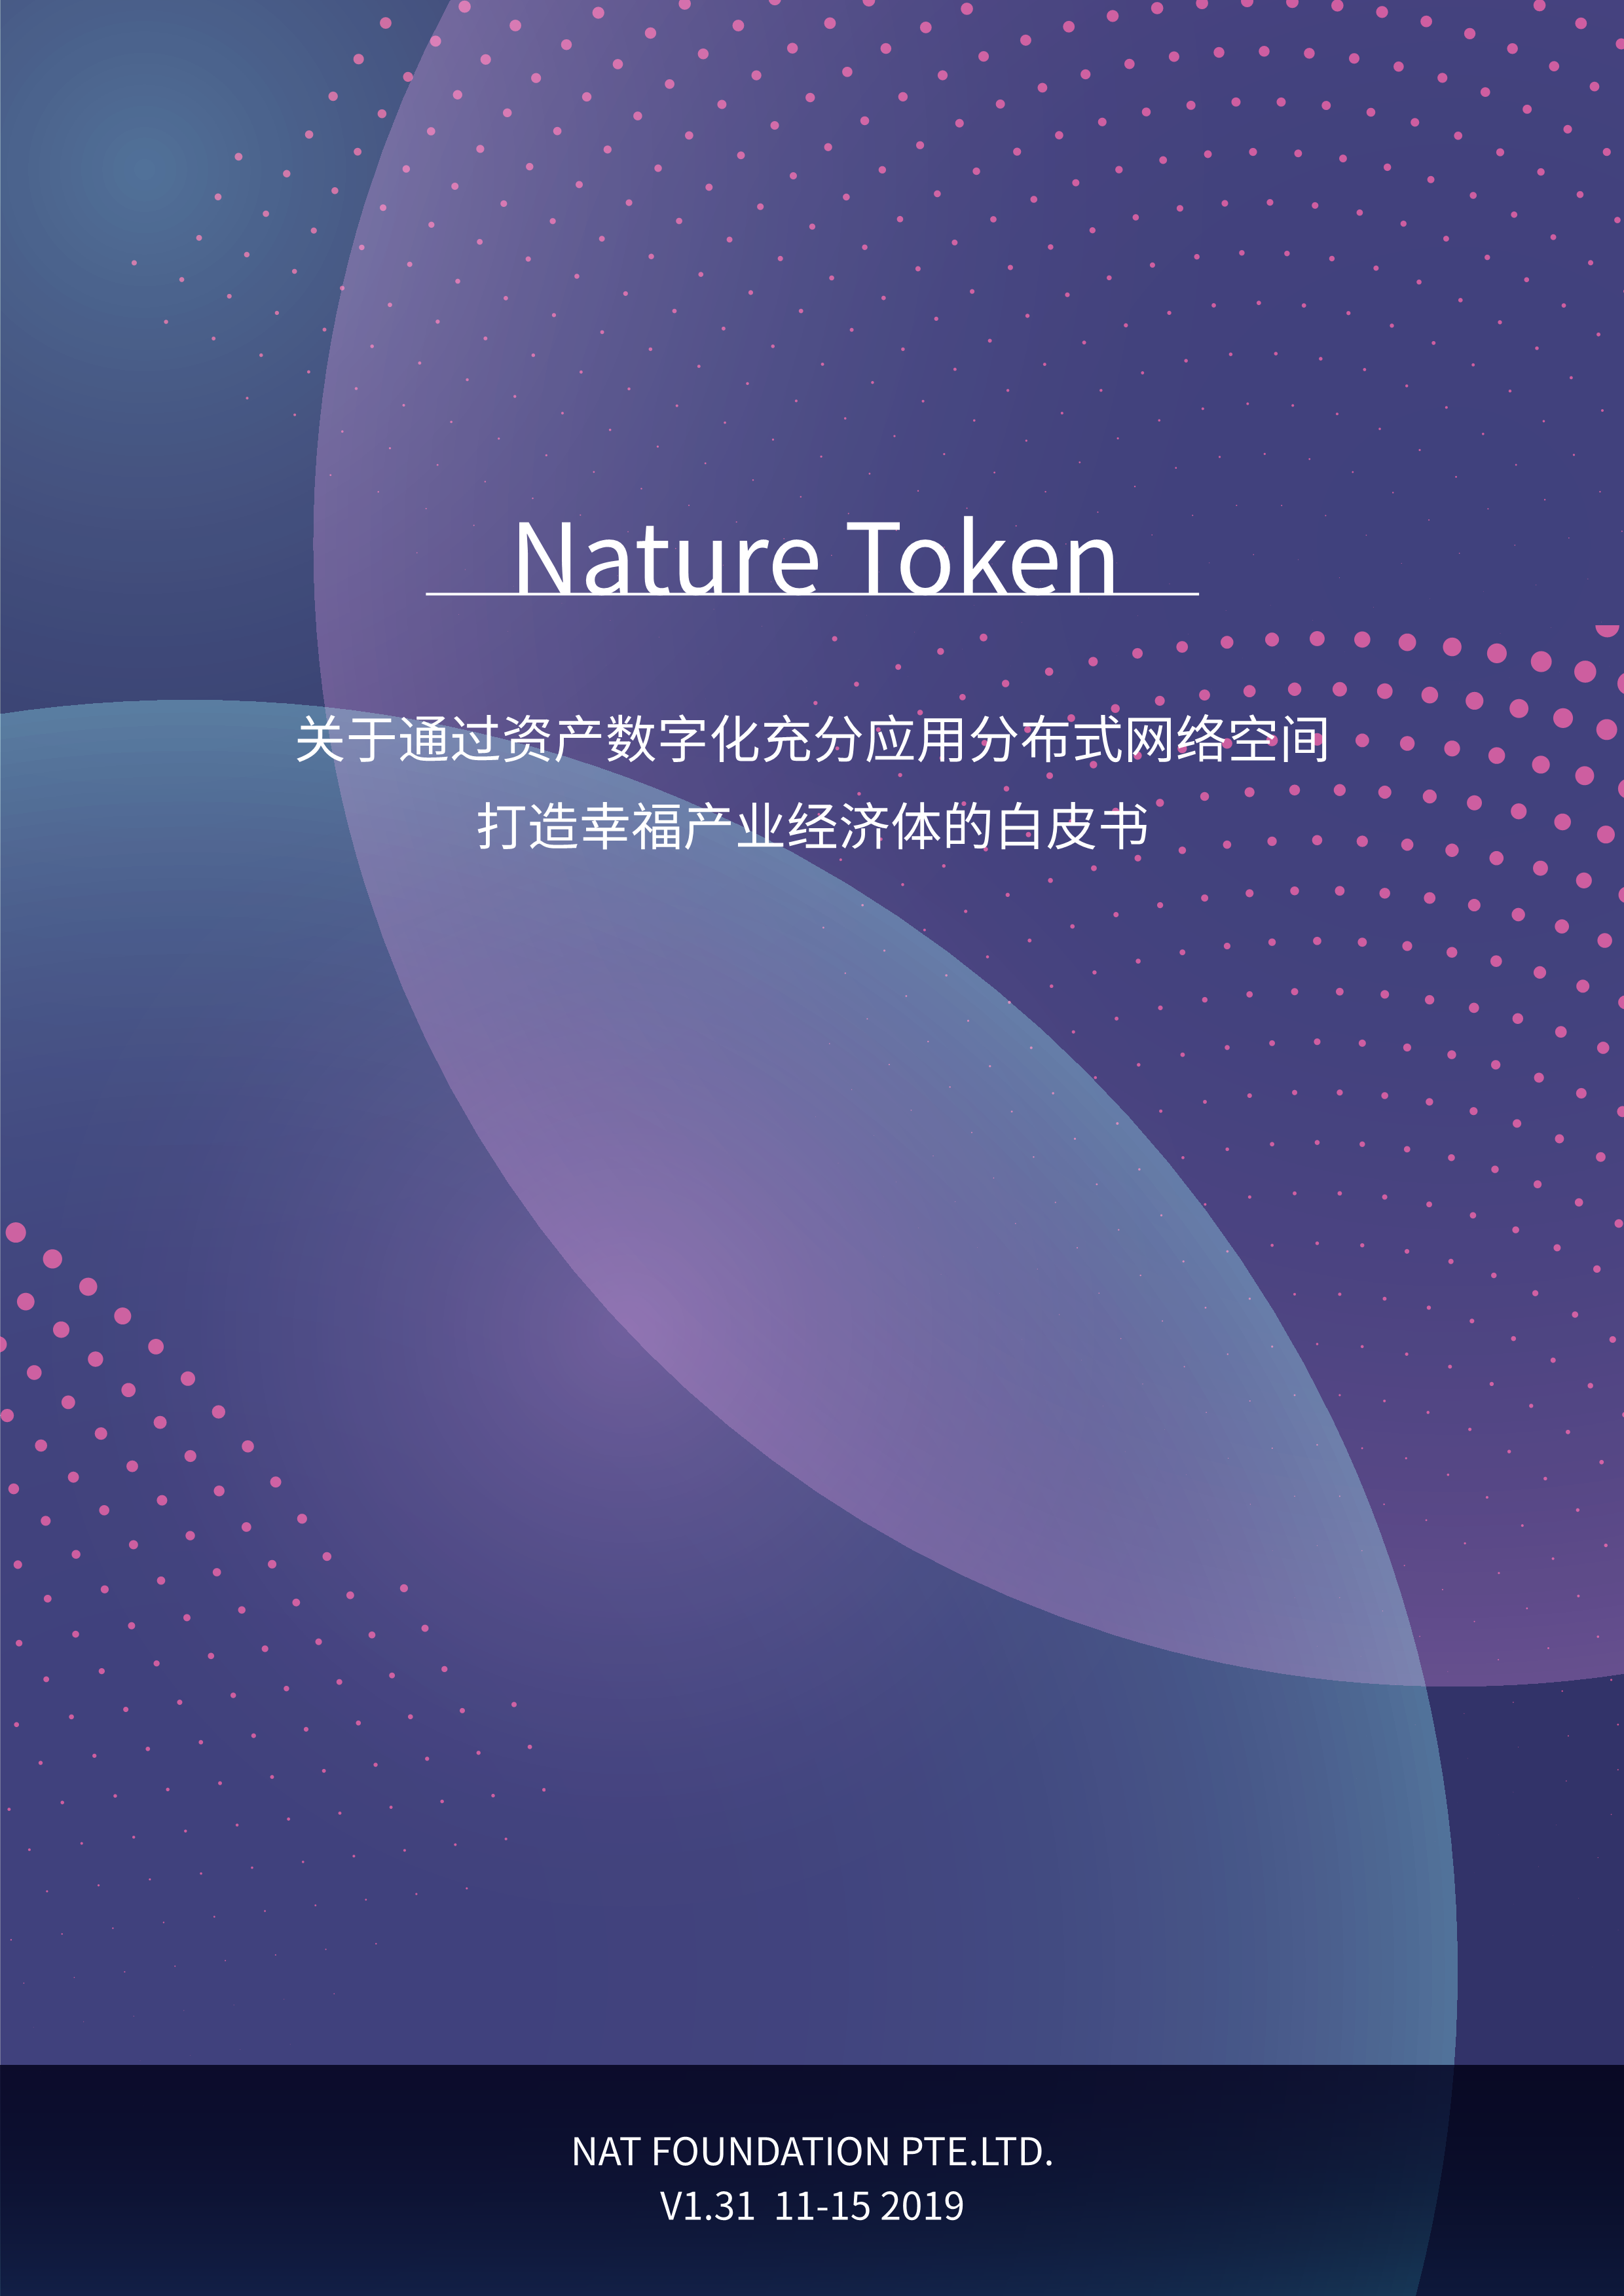 Nature Token
关于通过资产数字化充分应用分布式网络空间
打造幸福产业经济体的白皮书
NAT FOUNDATION PTE.LTD.
V1.31 11-15 2019